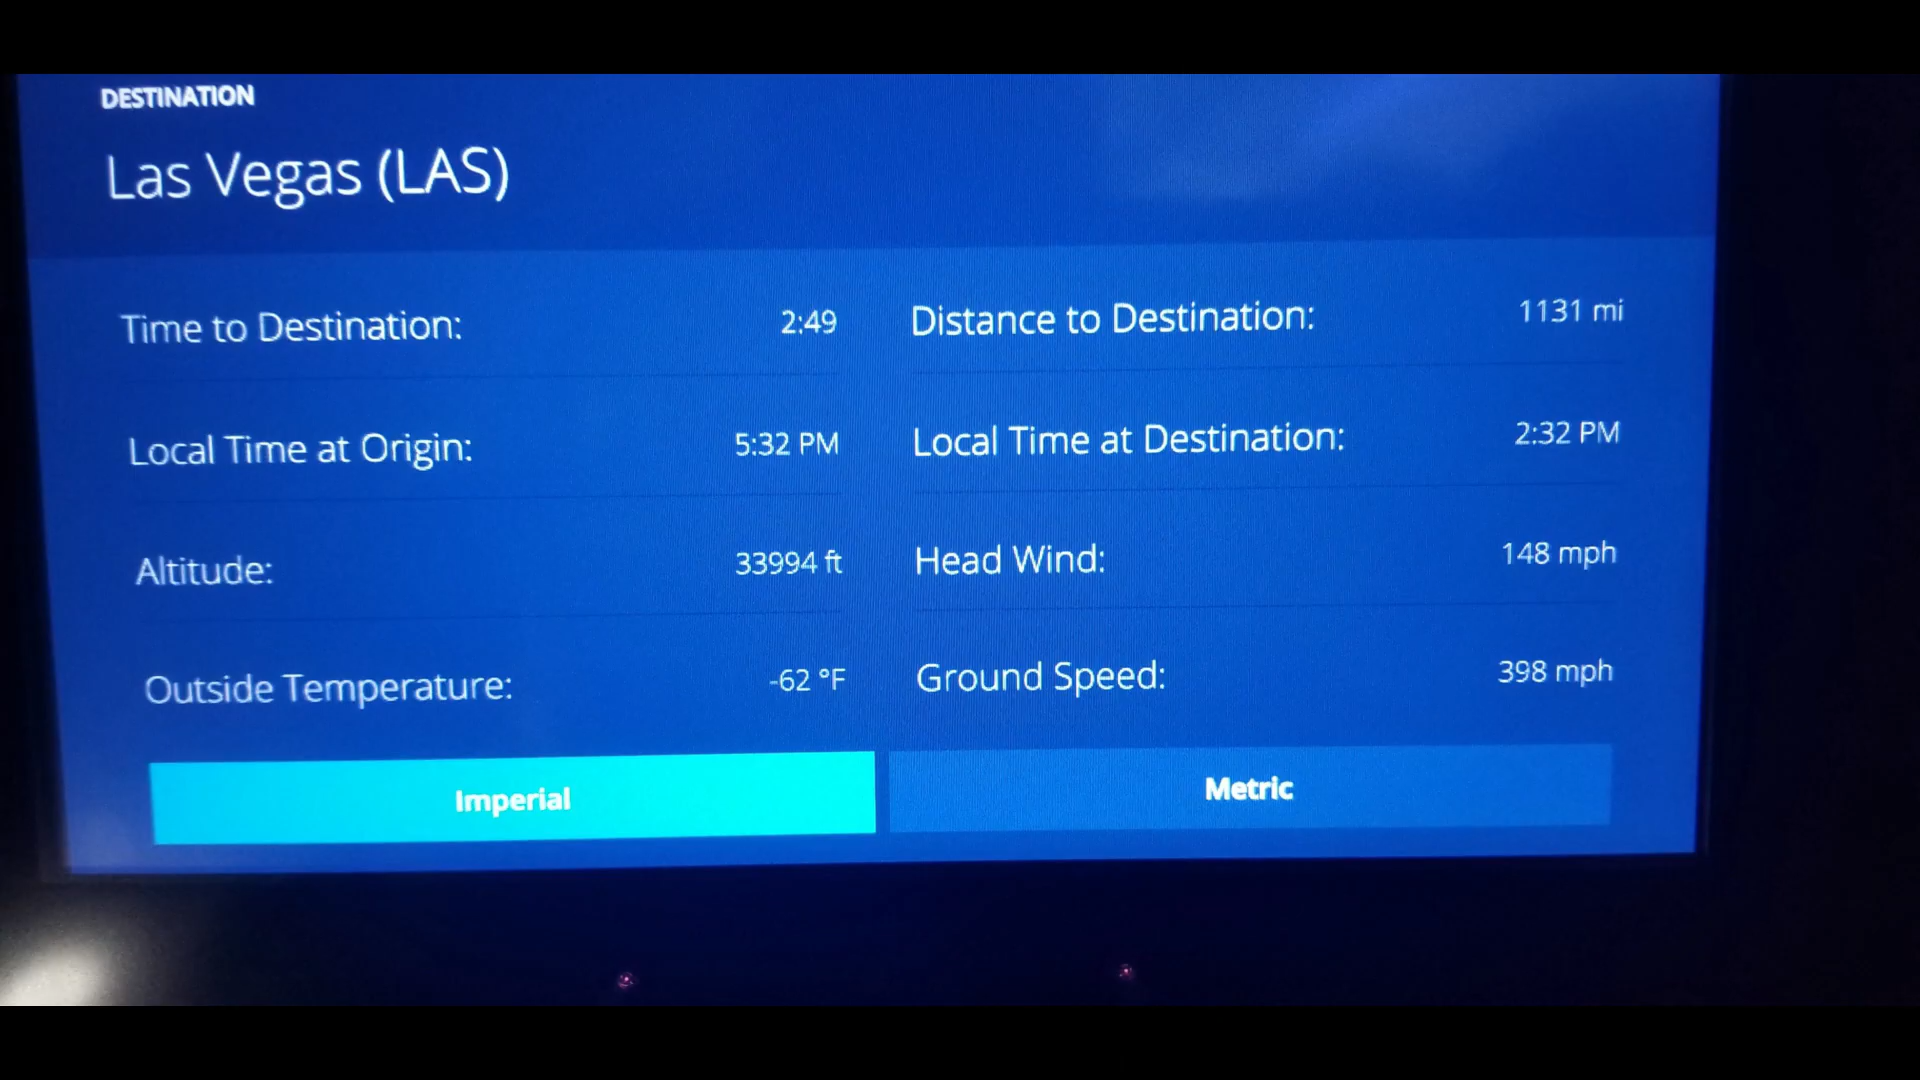 DESTINATION
Las Vegas (LAS)
Time to Destination: 2:49 Distance to Destination: 1131 mi
Local Time at Origin: 5:32 PM Local Time at Destination: 2:32 PM
Altitude: 33994 ft Head Wind: 148 mph
Outside Temperature: -62 °F Ground Speed: 398 mph
Imperial Metric